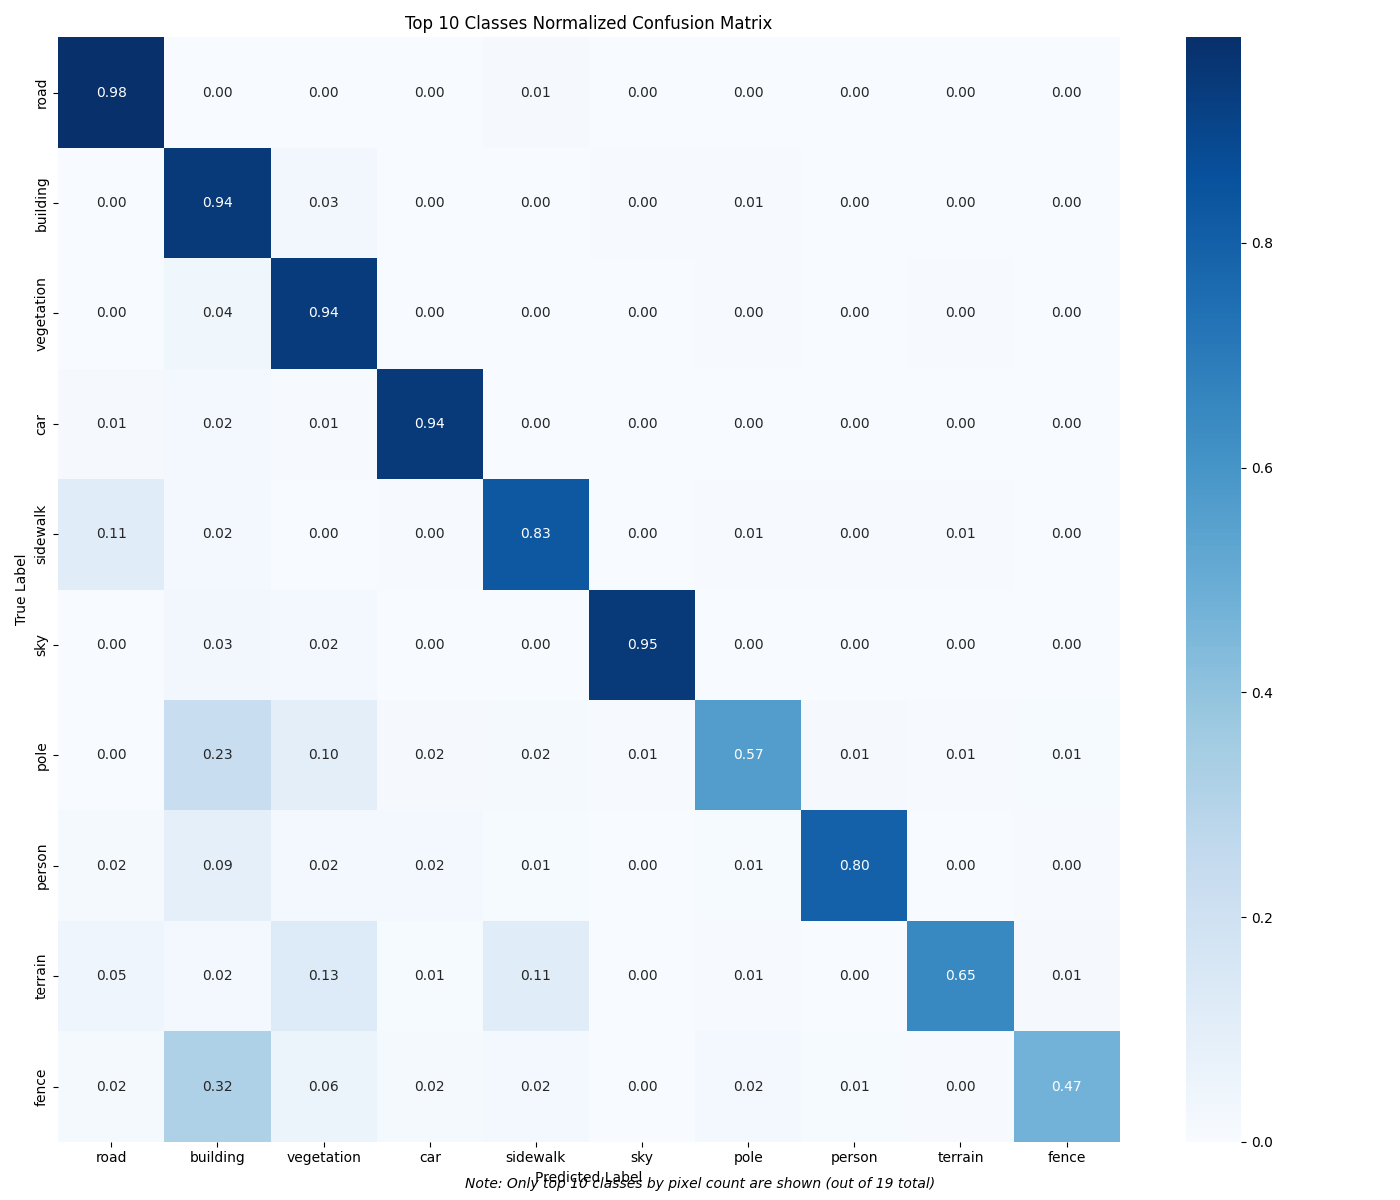 Top 10 Classes Normalized Confusion Matrix
True Label
road 0.98 0.00 0.00 0.00 0.01 0.00 0.00 0.00 0.00 0.00
building 0.00 0.94 0.03 0.00 0.00 0.00 0.01 0.00 0.00 0.00
vegetation 0.00 0.04 0.94 0.00 0.00 0.00 0.00 0.00 0.00 0.00
car 0.01 0.02 0.01 0.94 0.00 0.00 0.00 0.00 0.00 0.00
sidewalk 0.11 0.02 0.00 0.00 0.83 0.00 0.01 0.00 0.01 0.00
sky 0.00 0.03 0.02 0.00 0.00 0.95 0.00 0.00 0.00 0.00
pole 0.00 0.23 0.10 0.02 0.02 0.01 0.57 0.01 0.01 0.01
person 0.02 0.09 0.02 0.02 0.01 0.00 0.01 0.80 0.00 0.00
terrain 0.05 0.02 0.13 0.01 0.11 0.00 0.01 0.00 0.65 0.01
fence 0.02 0.32 0.06 0.02 0.02 0.00 0.02 0.01 0.00 0.47
road building vegetation car sidewalk sky pole person terrain fence
Predicted Label
Note: Only top 10 classes by pixel count are shown (out of 19 total)
0.8
0.6
0.4
0.2
0.0